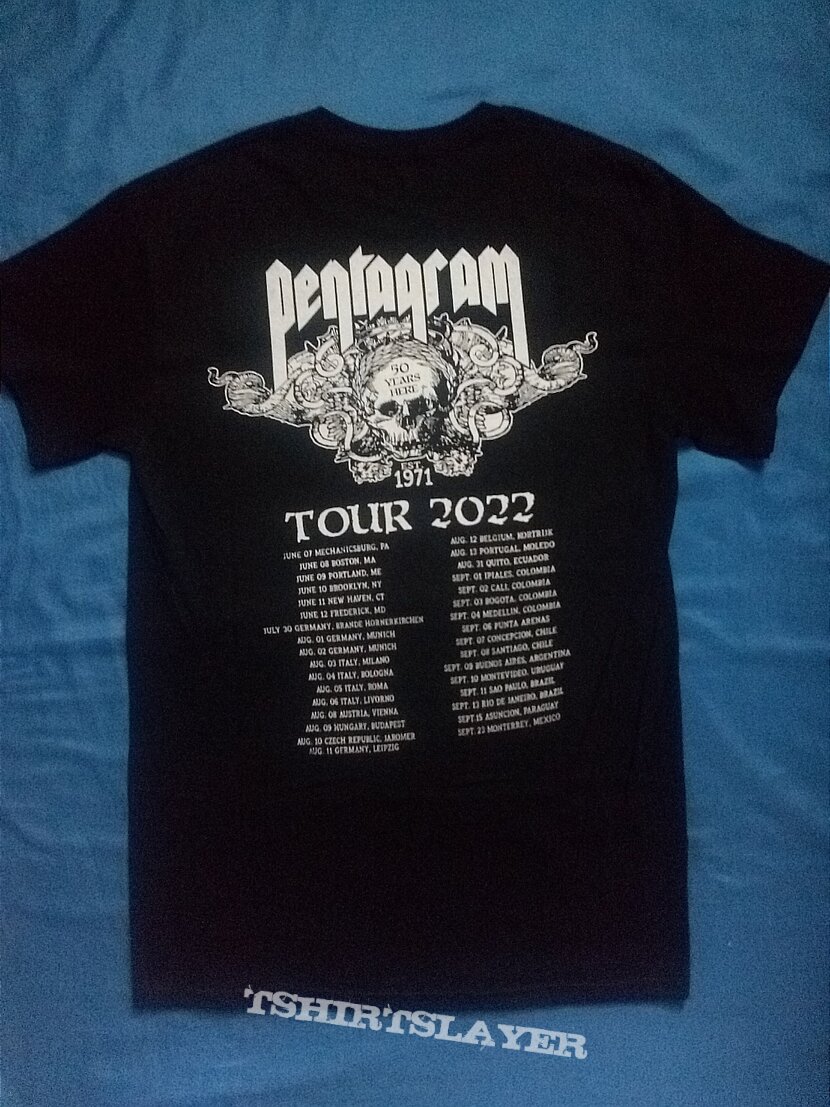 pentagram
50
YEARS
HERE
EST.
1971
TOUR 2022
JUNE 07 MECHANICSBURG, PA
JUNE 08 BOSTON, MA
JUNE 09 PORTLAND, ME
JUNE 10 BROOKLYN, NY
JUNE 11 NEW HAVEN, CT
JUNE 12 FREDERICK, MD
JULY 30 GERMANY, BRANDE HORNERKIRCHEN
AUG. 01 GERMANY, MUNICH
AUG. 02 GERMANY, MUNICH
AUG. 03 ITALY, MILANO
AUG. 04 ITALY, BOLOGNA
AUG. 05 ITALY, ROMA
AUG. 06 ITALY, LIVORNO
AUG. 08 AUSTRIA, VIENNA
AUG. 09 HUNGARY, BUDAPEST
AUG. 10 CZECH REPUBLIC, JAROMER
AUG. 11 GERMANY, LEIPZIG
AUG. 12 BELGIUM, KORTRIJK
AUG. 13 PORTUGAL, MOLEDO
AUG. 31 QUITO, ECUADOR
SEPT. 01 IPIALES, COLOMBIA
SEPT. 02 CALI, COLOMBIA
SEPT. 03 BOGOTA, COLOMBIA
SEPT. 04 MEDELLIN, COLOMBIA
SEPT. 06 PUNTA ARENAS
SEPT. 07 CONCEPCION, CHILE
SEPT. 08 SANTIAGO, CHILE
SEPT. 09 BUENOS AIRES, ARGENTINA
SEPT. 10 MONTEVIDEO, URUGUAY
SEPT. 11 SAO PAULO, BRAZIL
SEPT. 13 RIO DE JANEIRO, BRAZIL
SEPT 15 ASUNCION, PARAGUAY
SEPT. 23 MONTERREY, MEXICO
TSHIRTSLAYER